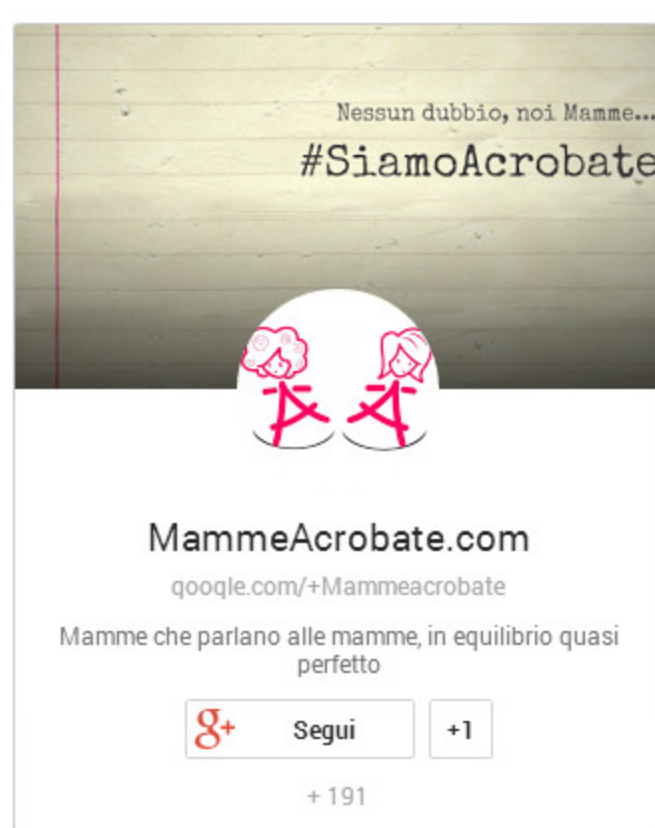 Nessun dubbio, noi Mamme...
#SiamoAcrobate
MammeAcrobate.com
google.com/+Mammeacrobate
Mamme che parlano alle mamme, in equilibrio quasi
perfetto
g+ Segui +1
+ 191